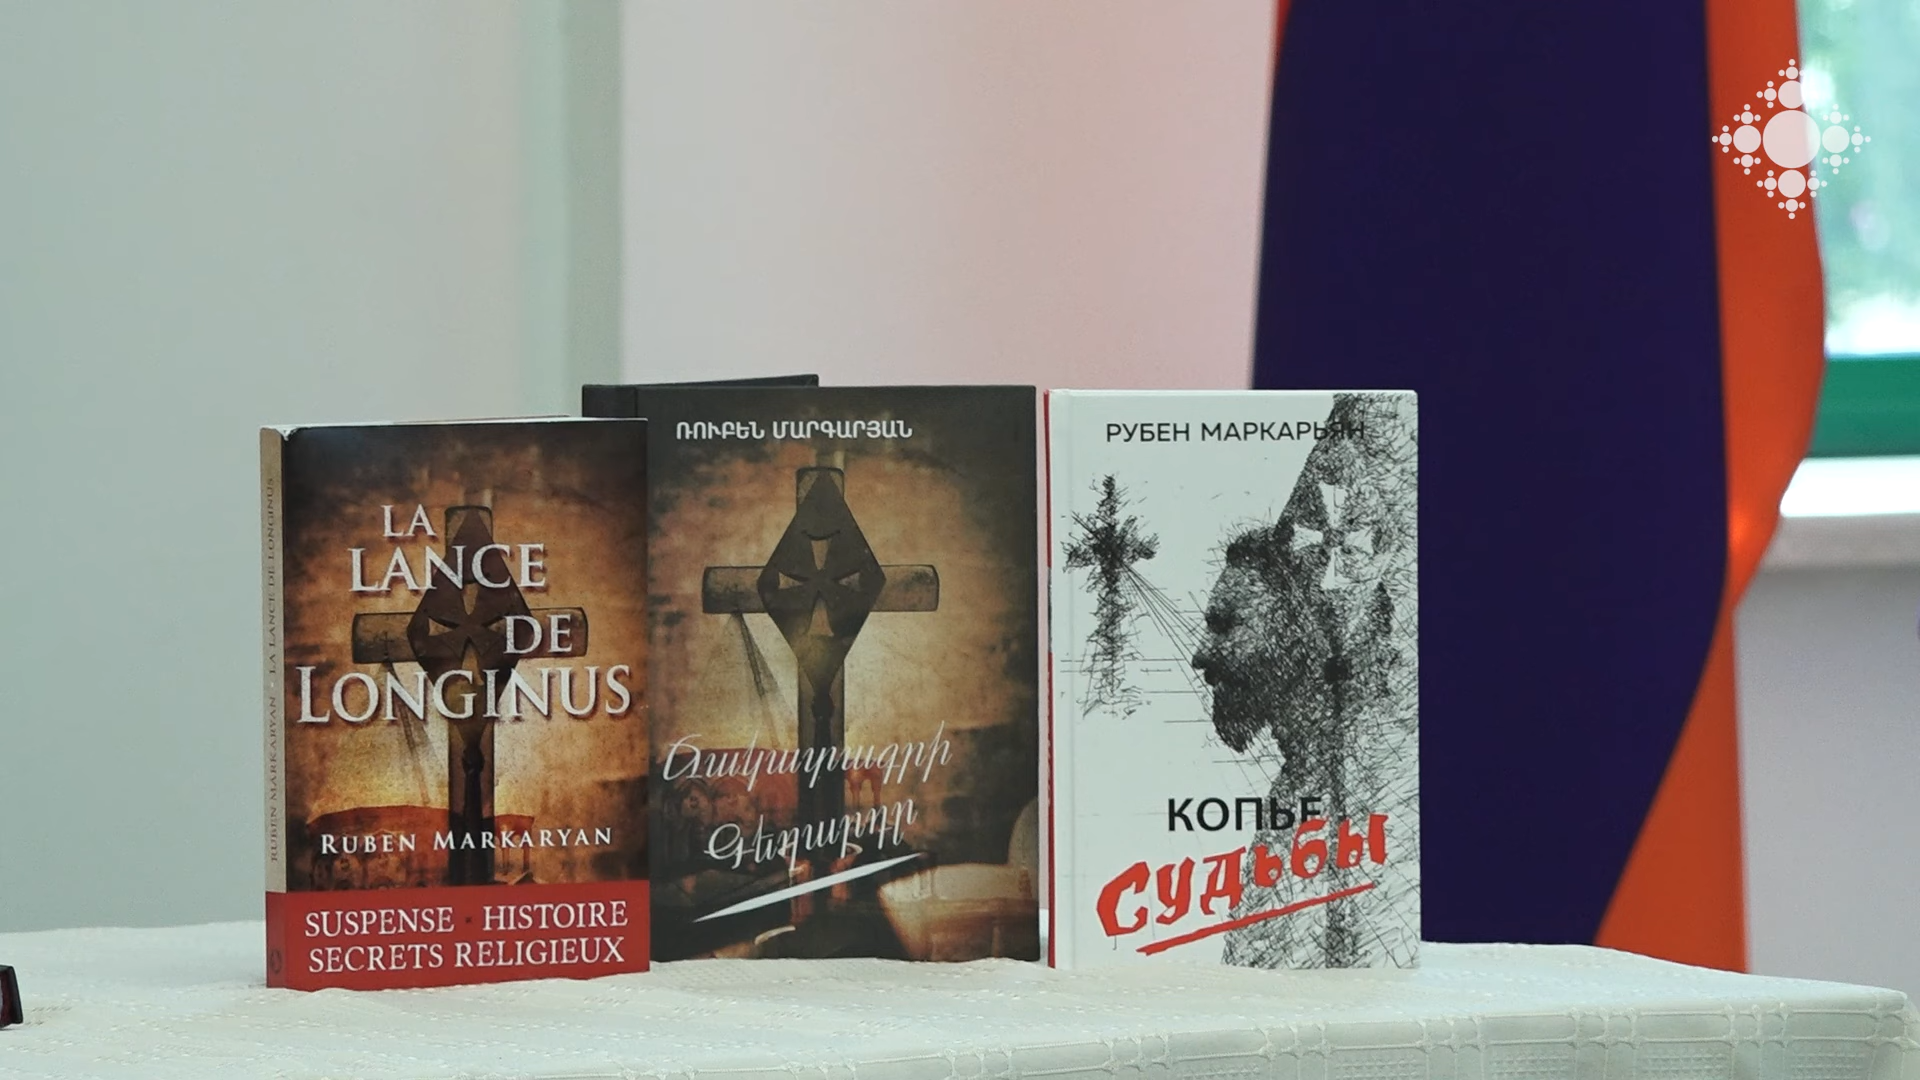 LA
LANCE
DE
LONGINUS
RUBEN MARKARYAN
SUSPENSE • HISTOIRE
SECRETS RELIGIEUX
RUBEN MARKARYAN • LA LANCE DE LONGINUS
ՌՈՒԲԵՆ ՄԱՐԳԱՐՅԱՆ
Ճակատագրի
Գեղարդը
РУБЕН МАРКАРЬЯН
КОПЬЕ
СУДЬБЫ